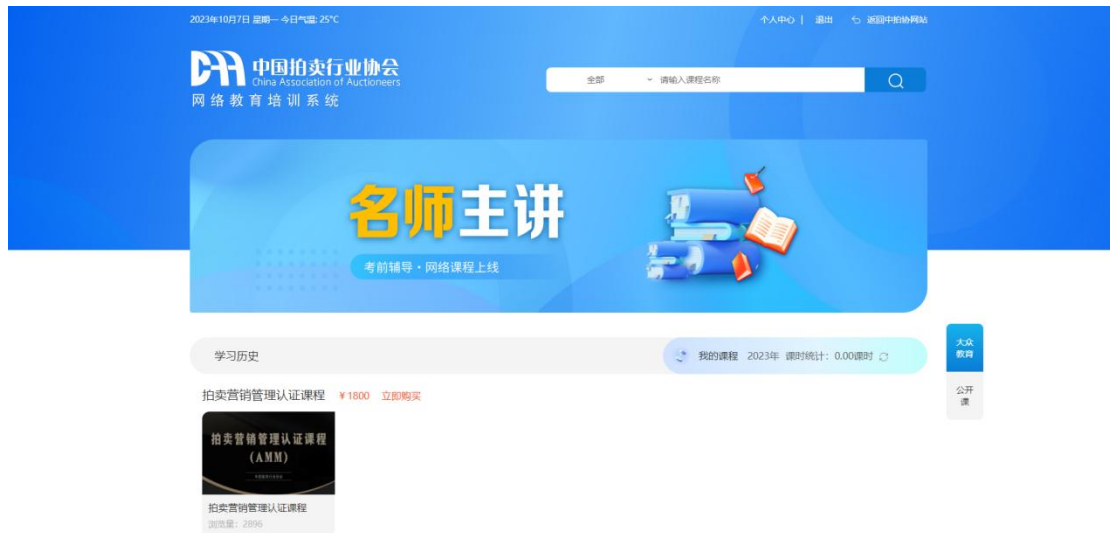 2023年10月7日 星期一 今日气温: 25℃
个人中心 | 退出 返回中拍协网站
中国拍卖行业协会
China Association of Auctioneers
网络教育培训系统
全部 请输入课程名称
名师主讲
考前辅导·网络课程上线
大众
教育
学习历史
我的课程 2023年 课时统计: 0.00课时
公开
课
拍卖营销管理认证课程 ¥1800 立即购买
拍卖营销管理认证课程
(AMM)
拍卖营销管理认证课程
浏览量: 2896